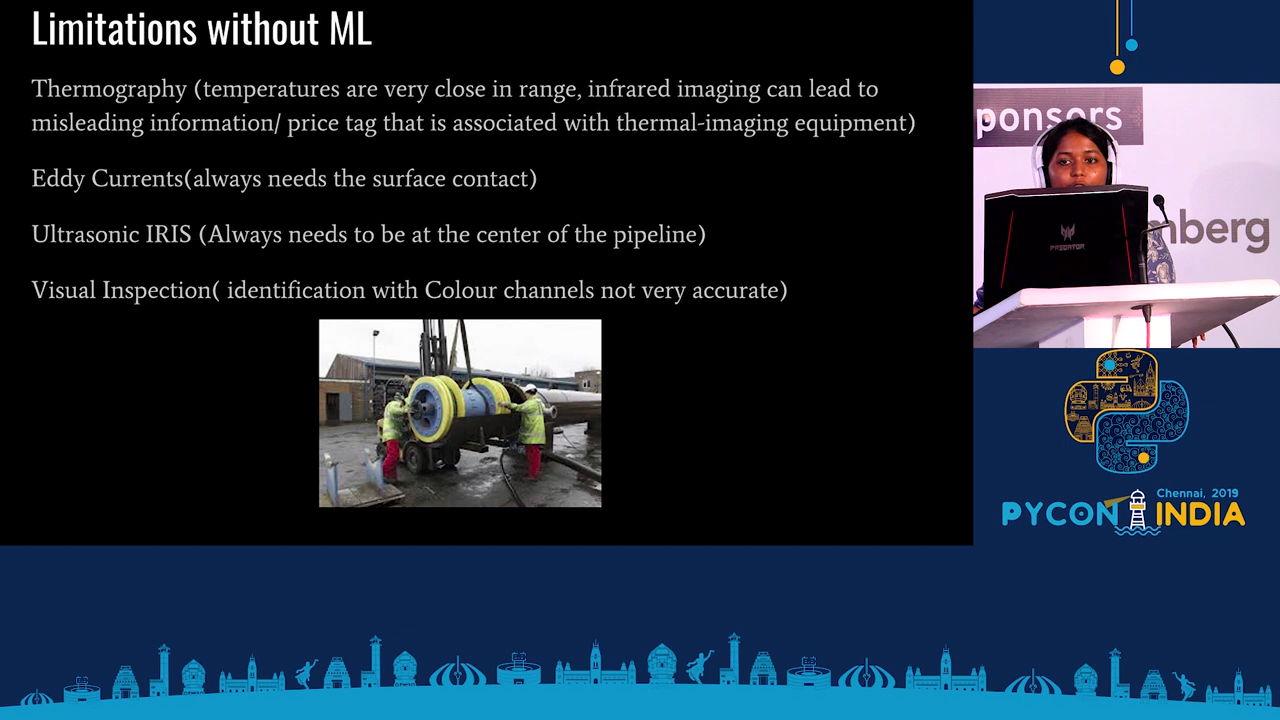 Limitations without ML
Thermography (temperatures are very close in range, infrared imaging can lead to
misleading information/ price tag that is associated with thermal-imaging equipment)
Eddy Currents(always needs the surface contact)
Ultrasonic IRIS (Always needs to be at the center of the pipeline)
Visual Inspection( identification with Colour channels not very accurate)
ponsors
mberg
PREDATOR
Chennai, 2019
PYCON INDIA